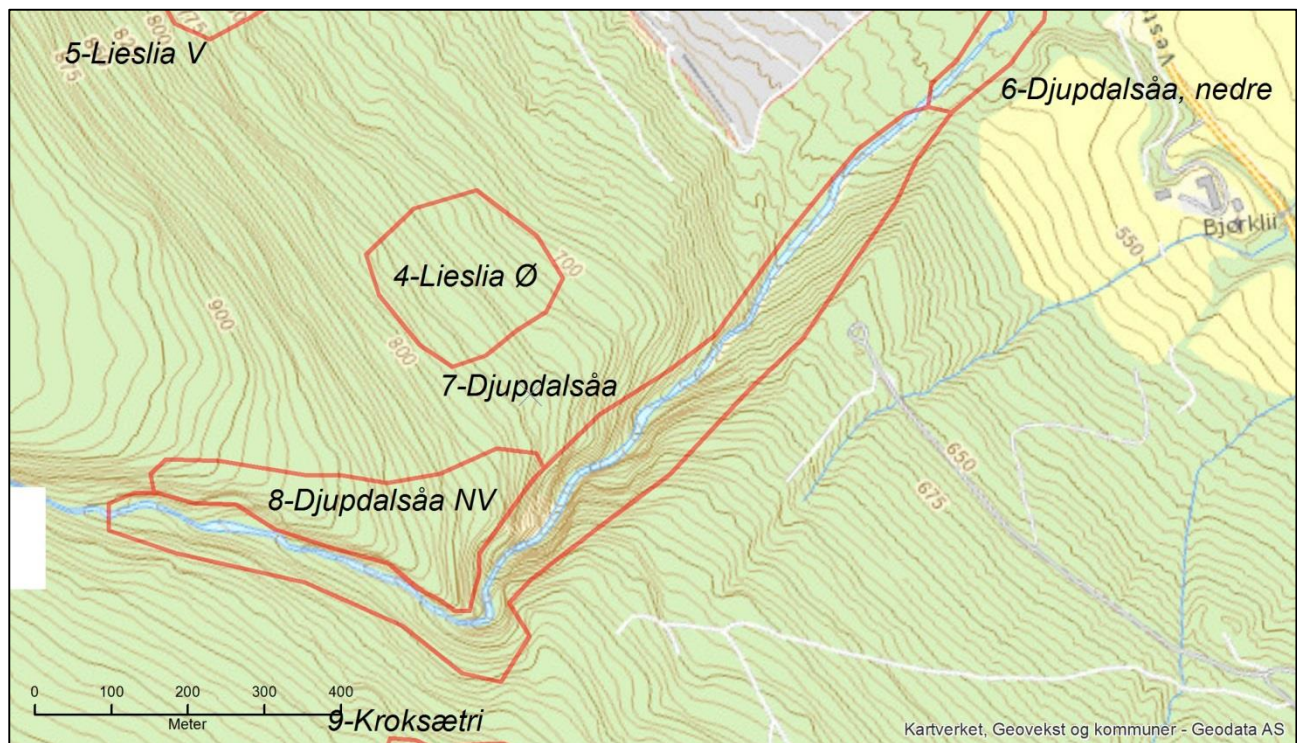 5-Lieslia V
6-Djupdalsåa, nedre
Bjørklii
550
700
4-Lieslia Ø
900
800
7-Djupdalsåa
650
675
8-Djupdalsåa NV
0 100 200 300 400
Meter
9-Kroksætri
Kartverket, Geovekst og kommuner - Geodata AS